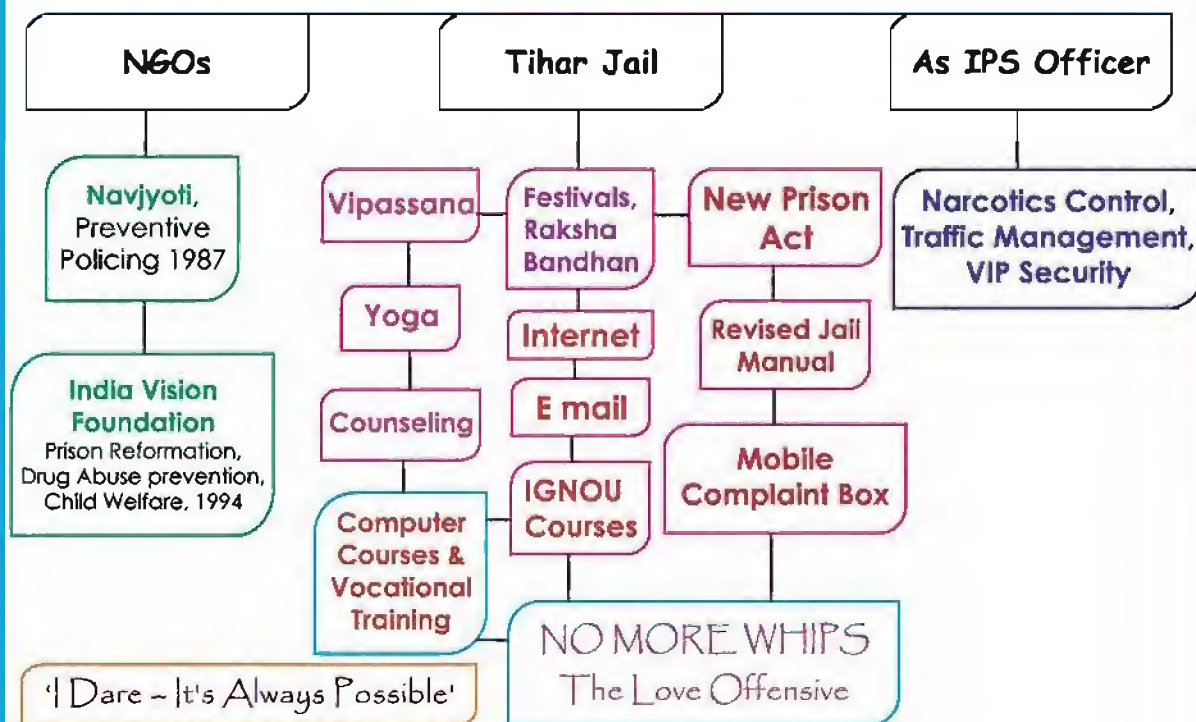 NGOs
Tihar Jail
As IPS Officer
Navjyoti,
Preventive
Policing 1987
India Vision
Foundation
Prison Reformation,
Drug Abuse prevention,
Child Welfare, 1994
Vipassana
Yoga
Counseling
Computer
Courses &
Vocational
Training
Festivals,
Raksha
Bandhan
Internet
E mail
IGNOU
Courses
New Prison
Act
Revised Jail
Manual
Mobile
Complaint Box
Narcotics Control,
Traffic Management,
VIP Security
NO MORE WHIPS
The Love Offensive
'I Dare – It's Always Possible'